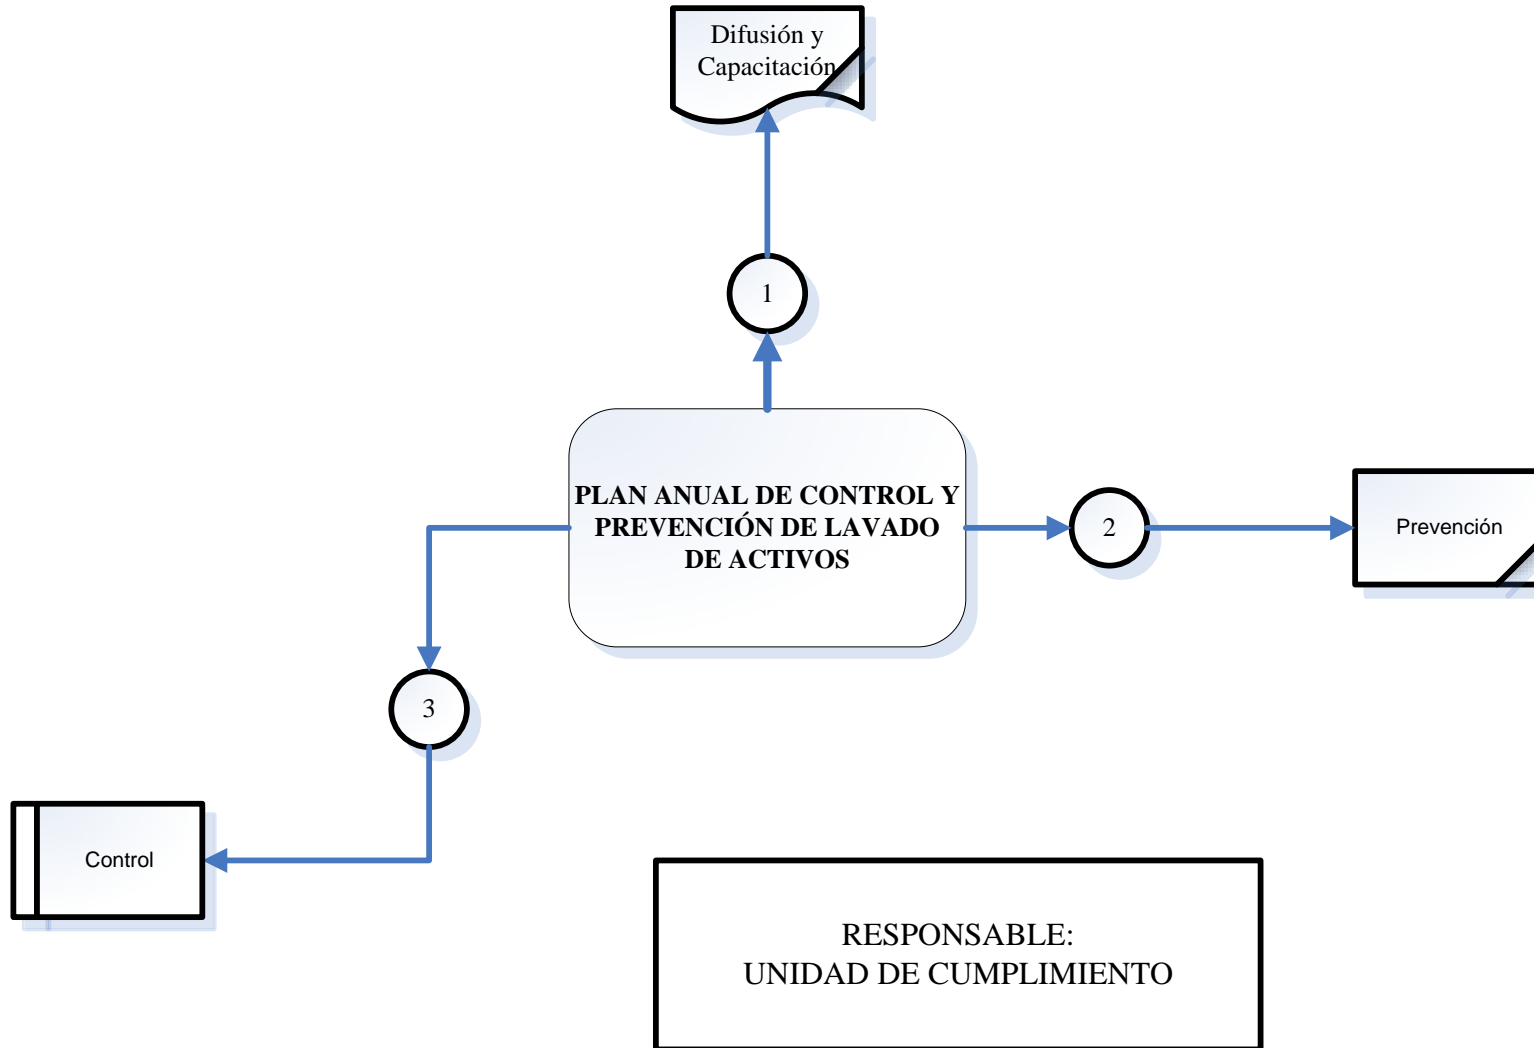 Difusión y
Capacitación
1
PLAN ANUAL DE CONTROL Y
PREVENCIÓN DE LAVADO
DE ACTIVOS
2
Prevención
3
Control
RESPONSABLE:
UNIDAD DE CUMPLIMIENTO